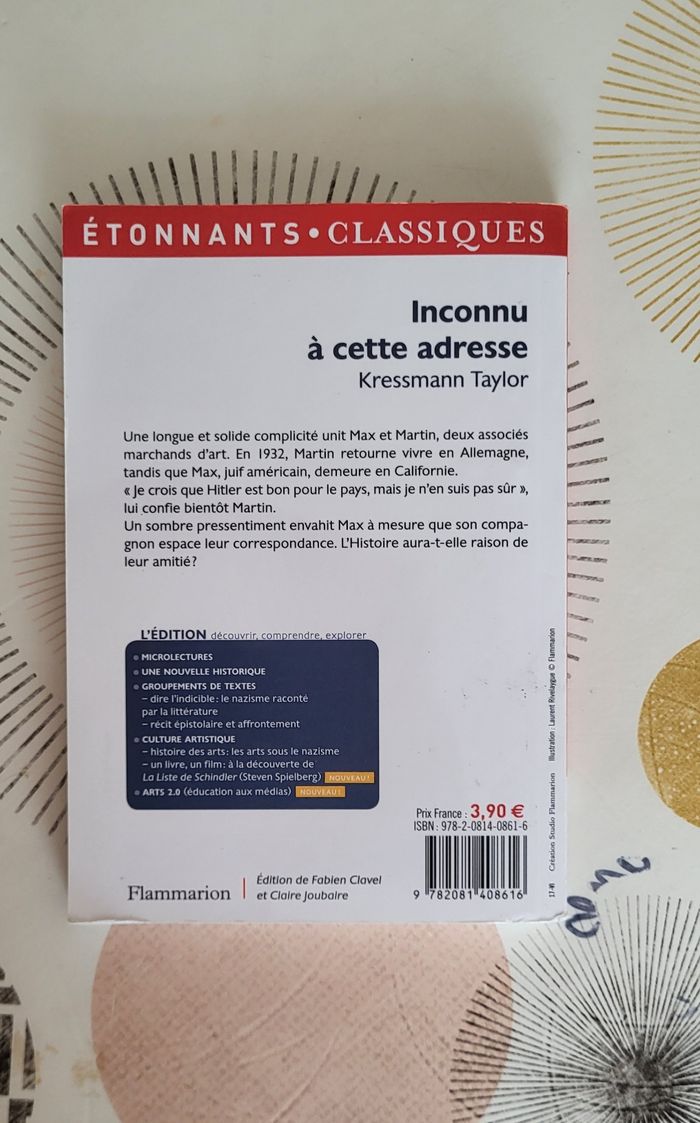 ÉTONNANTS • CLASSIQUES
Inconnu
à cette adresse
Kressmann Taylor
Une longue et solide complicité unit Max et Martin, deux associés
marchands d'art. En 1932, Martin retourne vivre en Allemagne,
tandis que Max, juif américain, demeure en Californie.
« Je crois que Hitler est bon pour le pays, mais je n'en suis pas sûr »,
lui confie bientôt Martin.
Un sombre pressentiment envahit Max à mesure que son compa-
gnon espace leur correspondance. L'Histoire aura-t-elle raison de
leur amitié?
L'ÉDITION découvrir, comprendre, explorer
• MICROLECTURES
• UNE NOUVELLE HISTORIQUE
• GROUPEMENTS DE TEXTES
– dire l'indicible : le nazisme raconté
par la littérature
– récit épistolaire et affrontement
• CULTURE ARTISTIQUE
– histoire des arts : les arts sous le nazisme
– un livre, un film : à la découverte de
La Liste de Schindler (Steven Spielberg) NOUVEAU !
• ARTS 2.0 (éducation aux médias) NOUVEAU !
Prix France : 3,90 €
ISBN : 978-2-0814-0861-6
9 782081 408616
Flammarion
Édition de Fabien Clavel
et Claire Joubaire
Création Studio Flammarion Illustration : Laurent Rivelaygue © Flammarion